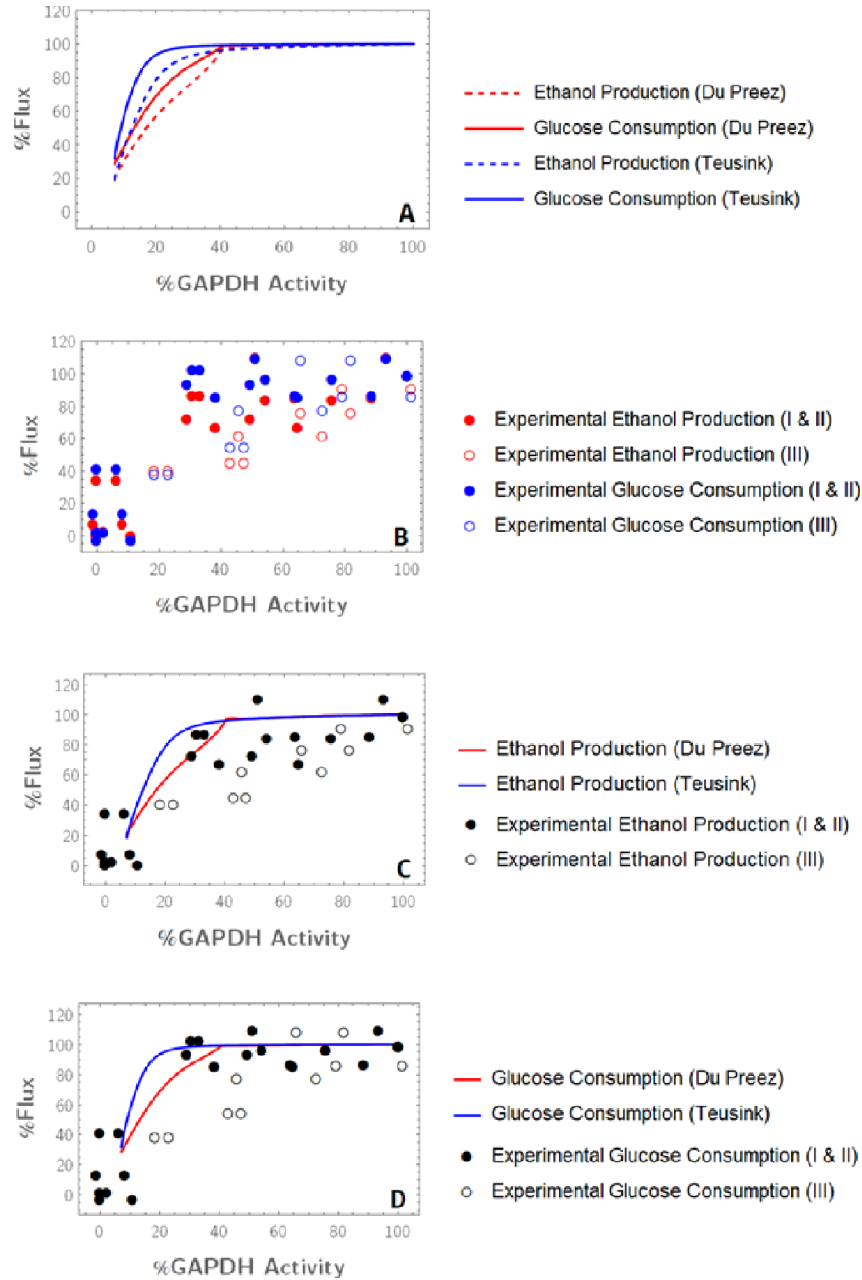 120
100
80
60
40
20
0
%Flux
A
0 20 40 60 80 100
%GAPDH Activity
Ethanol Production (Du Preez)
Glucose Consumption (Du Preez)
Ethanol Production (Teusink)
Glucose Consumption (Teusink)
120
100
80
60
40
20
0
%Flux
B
0 20 40 60 80 100
%GAPDH Activity
Experimental Ethanol Production (I & II)
Experimental Ethanol Production (III)
Experimental Glucose Consumption (I & II)
Experimental Glucose Consumption (III)
120
100
80
60
40
20
0
%Flux
C
0 20 40 60 80 100
%GAPDH Activity
Ethanol Production (Du Preez)
Ethanol Production (Teusink)
Experimental Ethanol Production (I & II)
Experimental Ethanol Production (III)
120
100
80
60
40
20
0
%Flux
D
0 20 40 60 80 100
%GAPDH Activity
Glucose Consumption (Du Preez)
Glucose Consumption (Teusink)
Experimental Glucose Consumption (I & II)
Experimental Glucose Consumption (III)